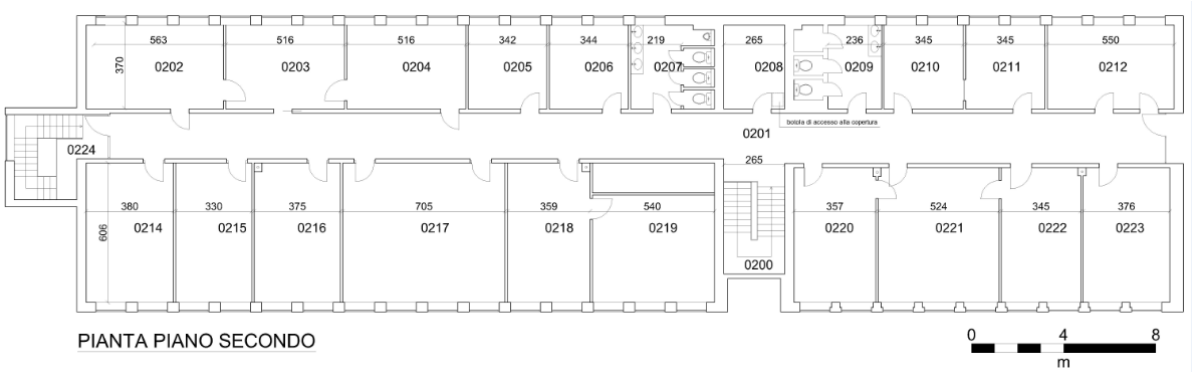 563 516 516 342 344 219 265 236 345 345 550
370
0202 0203 0204 0205 0206 0207 0208 0209 0210 0211 0212
botola di accesso alla copertura
0201
0224
265
380 330 375 705 359 540 357 524 345 376
606
0214 0215 0216 0217 0218 0219 0220 0221 0222 0223
0200
PIANTA PIANO SECONDO
0 4 8
m